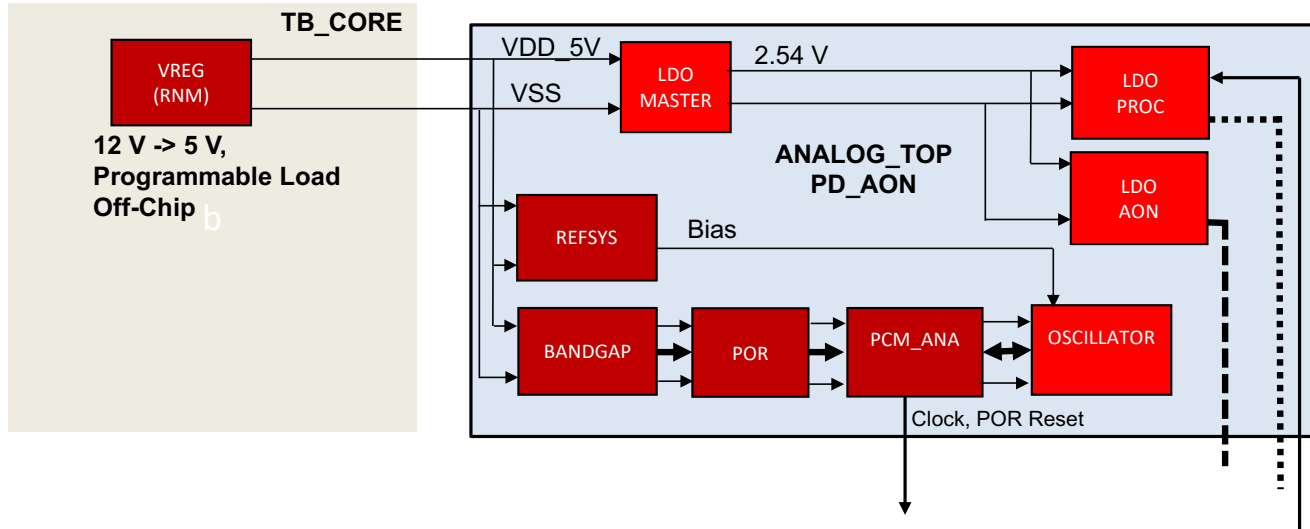 TB_CORE
VREG
(RNM)
12 V -> 5 V,
Programmable Load
Off-Chip
b
VDD_5V
VSS
LDO
MASTER
2.54 V
LDO
PROC
ANALOG_TOP
PD_AON
LDO
AON
REFSYS
Bias
BANDGAP
POR
PCM_ANA
OSCILLATOR
Clock, POR Reset